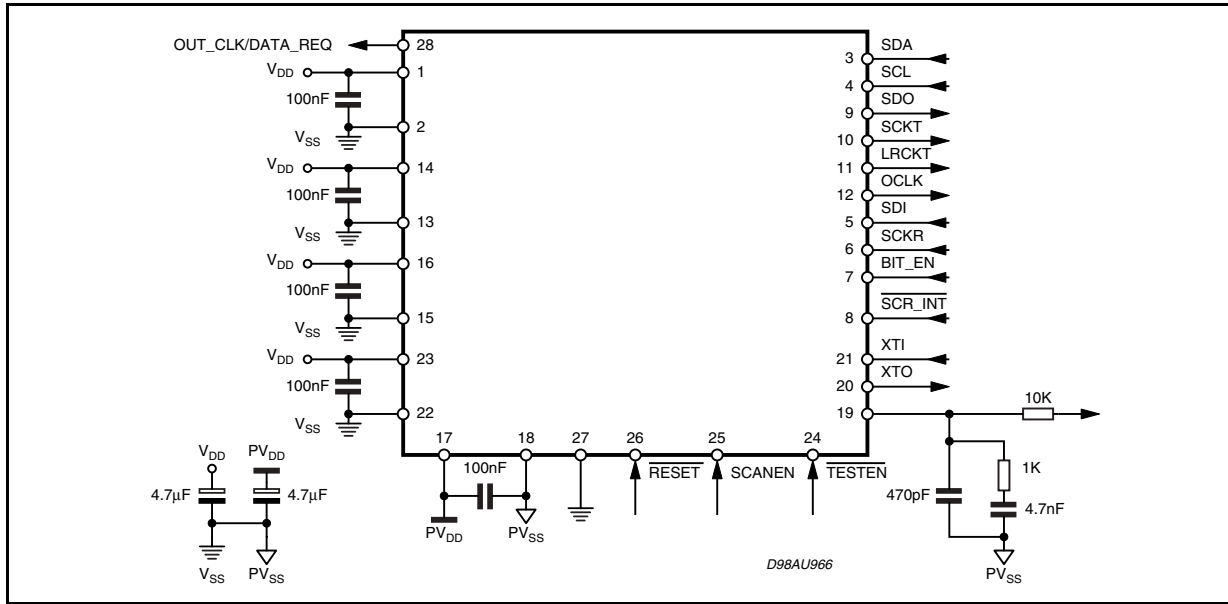 OUT_CLK/DATA_REQ
28
VDD
1
100nF
VSS
2
VDD
14
100nF
VSS
13
VDD
16
100nF
VSS
15
VDD
23
100nF
VSS
22
3
SDA
4
SCL
9
SDO
10
SCKT
11
LRCKT
12
OCLK
5
SDI
6
SCKR
7
BIT_EN
8
SCR_INT
21
XTI
20
XTO
19
10K
17
18
27
26
25
24
100nF
RESET
SCANEN
TESTEN
PVDD
PVSS
VDD
PVDD
4.7μF
4.7μF
VSS
PVSS
470pF
1K
4.7nF
PVSS
D98AU966